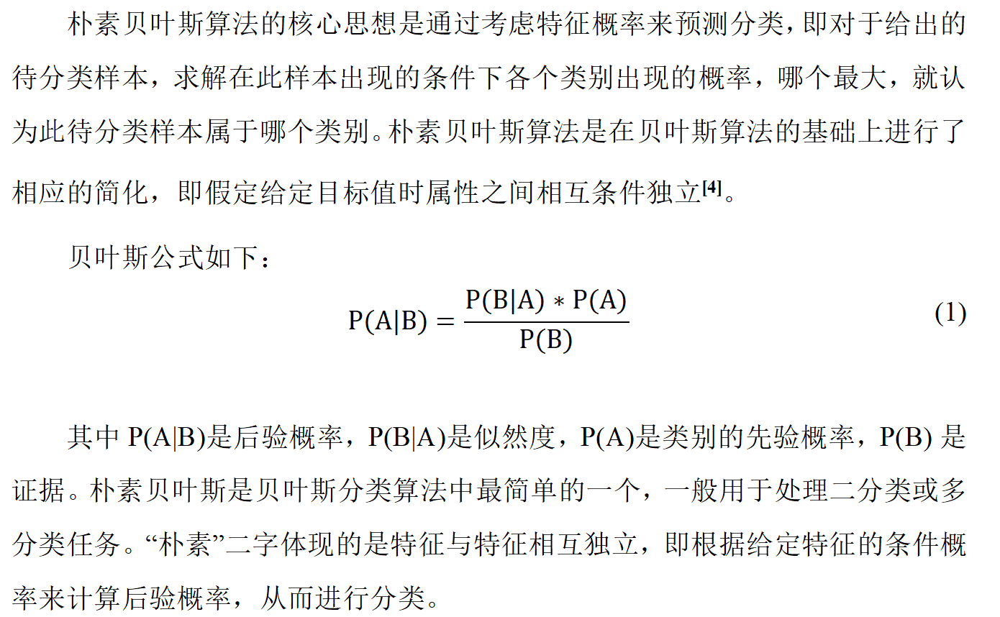 朴素贝叶斯算法的核心思想是通过考虑特征概率来预测分类，即对于给出的
待分类样本，求解在此样本出现的条件下各个类别出现的概率，哪个最大，就认
为此待分类样本属于哪个类别。朴素贝叶斯算法是在贝叶斯算法的基础上进行了
相应的简化，即假定给定目标值时属性之间相互条件独立[4]。
贝叶斯公式如下：
P(A|B) = P(B|A) * P(A) / P(B) (1)
其中 P(A|B)是后验概率，P(B|A)是似然度，P(A)是类别的先验概率，P(B) 是
证据。朴素贝叶斯是贝叶斯分类算法中最简单的一个，一般用于处理二分类或多
分类任务。“朴素”二字体现的是特征与特征相互独立，即根据给定特征的条件概
率来计算后验概率，从而进行分类。